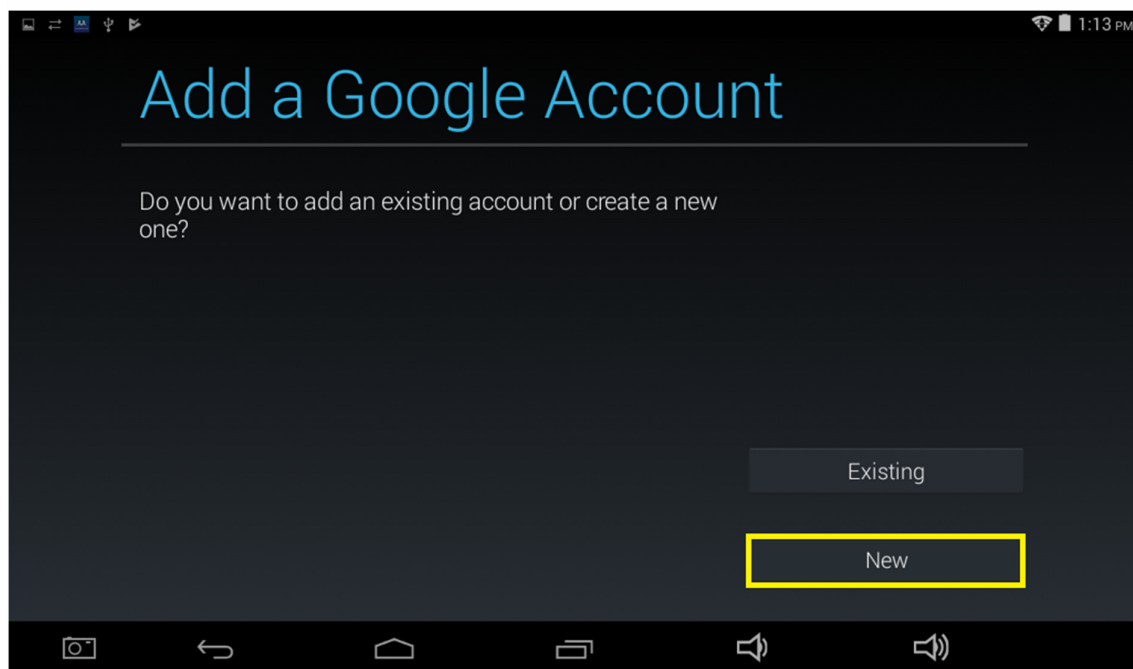 1:13 PM
Add a Google Account
Do you want to add an existing account or create a new
one?
Existing
New